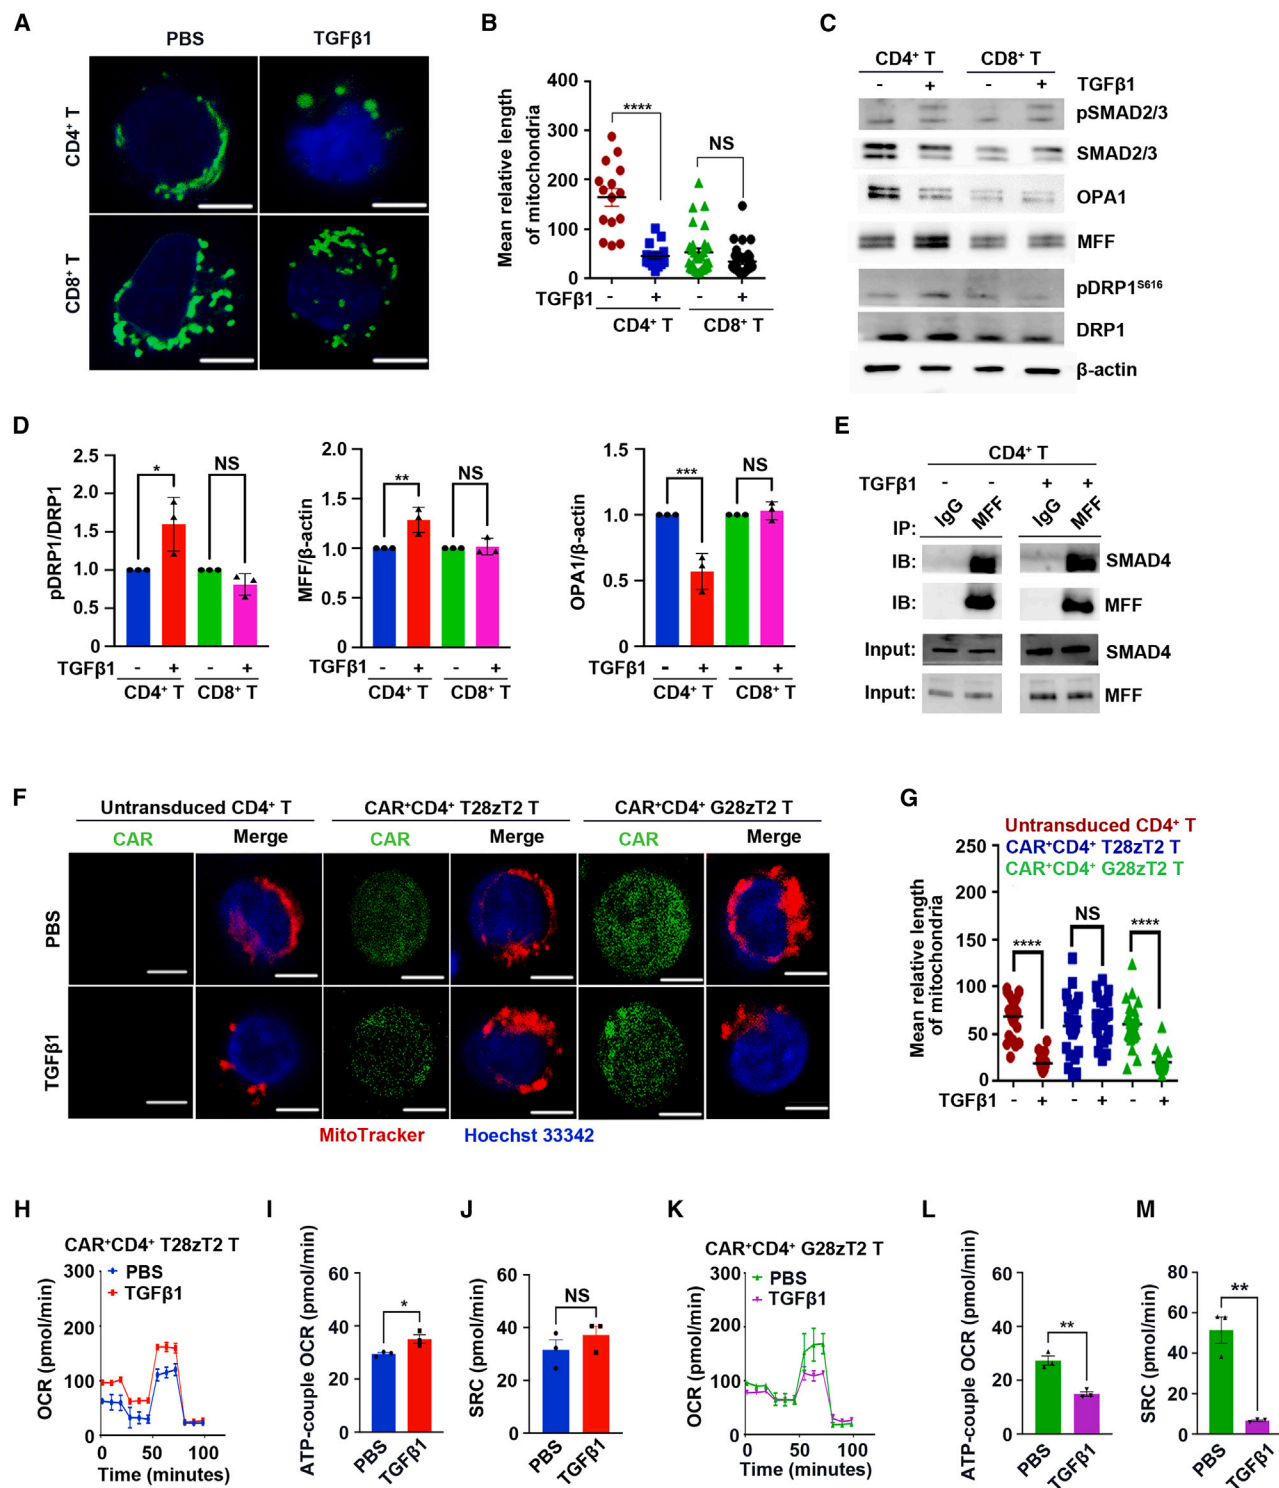 A
PBS
TGFβ1
CD4⁺ T
CD8⁺ T
B
Mean relative length
of mitochondria
400
300
200
100
0
****
NS
TGFβ1
- + - +
CD4⁺ T
CD8⁺ T
C
CD4⁺ T
CD8⁺ T
- + - +
TGFβ1
pSMAD2/3
SMAD2/3
OPA1
MFF
pDRP1ˢ⁶¹⁶
DRP1
β-actin
D
pDRP1/DRP1
2.5
2.0
1.5
1.0
0.5
0
*
NS
TGFβ1
- + - +
CD4⁺ T
CD8⁺ T
MFF/β-actin
2.0
1.5
1.0
0.5
0
**
NS
TGFβ1
- + - +
CD4⁺ T
CD8⁺ T
OPA1/β-actin
1.5
1.0
0.5
0
***
NS
TGFβ1
- + - +
CD4⁺ T
CD8⁺ T
E
CD4⁺ T
TGFβ1
- - + +
IP:
IgG
MFF
IgG
MFF
IB:
SMAD4
IB:
MFF
Input:
SMAD4
Input:
MFF
F
Untransduced CD4⁺ T
CAR⁺CD4⁺ T28zT2 T
CAR⁺CD4⁺ G28zT2 T
CAR
Merge
CAR
Merge
CAR
Merge
PBS
TGFβ1
MitoTracker
Hoechst 33342
G
Untransduced CD4⁺ T
CAR⁺CD4⁺ T28zT2 T
CAR⁺CD4⁺ G28zT2 T
Mean relative length
of mitochondria
250
200
150
100
50
0
****
NS
****
TGFβ1
- + - + - +
H
CAR⁺CD4⁺ T28zT2 T
PBS
TGFβ1
OCR (pmol/min)
300
200
100
0
0 50 100
Time (minutes)
I
ATP-couple OCR (pmol/min)
60
40
20
0
*
PBS
TGFβ1
J
SRC (pmol/min)
60
40
20
0
NS
PBS
TGFβ1
K
CAR⁺CD4⁺ G28zT2 T
PBS
TGFβ1
OCR (pmol/min)
300
200
100
0
0 50 100
Time (minutes)
L
ATP-couple OCR (pmol/min)
60
40
20
0
**
PBS
TGFβ1
M
SRC (pmol/min)
80
60
40
20
0
**
PBS
TGFβ1